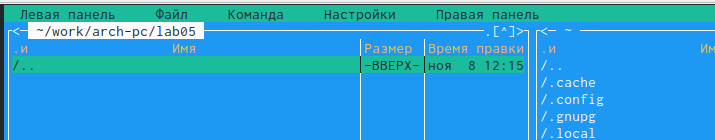 Левая панель Файл Команда Настройки Правая панель
<─ ~/work/arch-pc/lab05 .[^]> <─ ~
.и Имя Размер Время правки .и Им
/.. -ВВЕРХ- ноя 8 12:15 /..
/.cache
/.config
/.gnupg
/.local